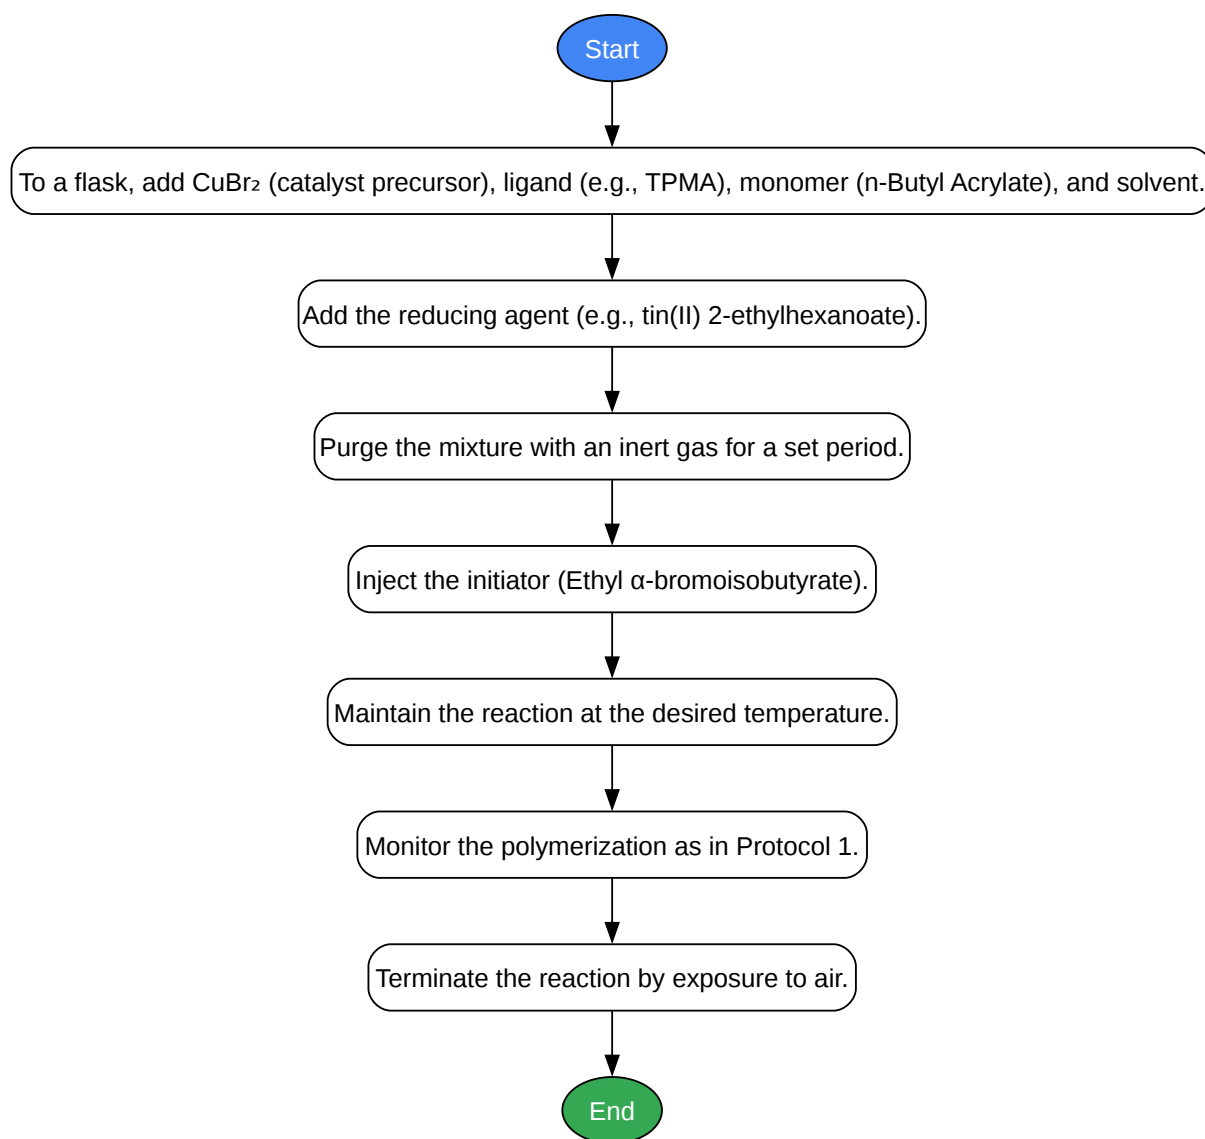 Start
To a flask, add CuBr₂ (catalyst precursor), ligand (e.g., TPMA), monomer (n-Butyl Acrylate), and solvent.
Add the reducing agent (e.g., tin(II) 2-ethylhexanoate).
Purge the mixture with an inert gas for a set period.
Inject the initiator (Ethyl α-bromoisobutyrate).
Maintain the reaction at the desired temperature.
Monitor the polymerization as in Protocol 1.
Terminate the reaction by exposure to air.
End